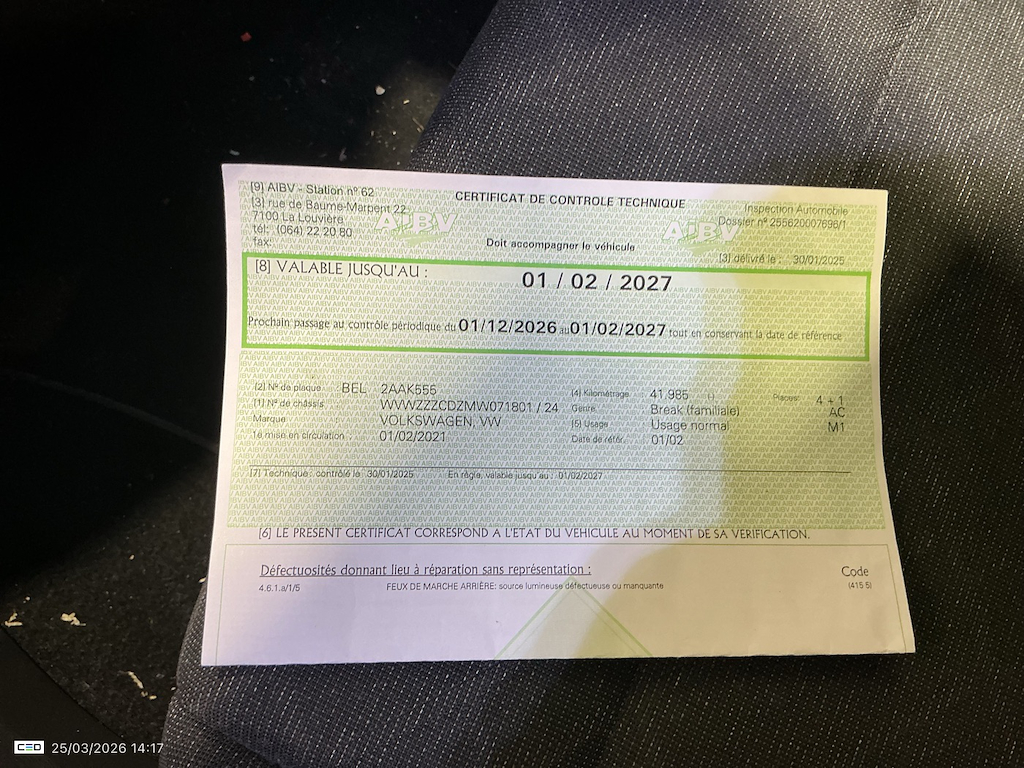 [9] AIBV - Station n° 62
[3] rue de Baume-Marpent 22
7100 La Louvière
tél: (064) 22 20 80
fax:
CERTIFICAT DE CONTROLE TECHNIQUE
AIBV AIBV
Doit accompagner le véhicule
Inspection Automobile
Dossier n° 255620007696/1
[3] délivré le : 30/01/2025
[8] VALABLE JUSQU'AU : 01 / 02 / 2027
Prochain passage au contrôle périodique du 01/12/2026 au 01/02/2027 tout en conservant la date de référence
[2] N° de plaque : BEL 2AAK555
[1] N° de châssis : WVWZZZCDZMW071801 / 24
Marque : VOLKSWAGEN, VW
1e mise en circulation : 01/02/2021
[4] Kilométrage 41.985 (-) Places: 4 + 1
Genre: Break (familiale) AC
[5] Usage Usage normal M1
Date de référ. 01/02
[7] Technique : contrôlé le 30/01/2025 En règle, valable jusqu'au : 01/02/2027
[6] LE PRESENT CERTIFICAT CORRESPOND A L'ETAT DU VEHICULE AU MOMENT DE SA VERIFICATION.
Défectuosités donnant lieu à réparation sans représentation : Code
4.6.1.a/1/5 FEUX DE MARCHE ARRIÈRE: source lumineuse défectueuse ou manquante (415 5)
CEO 25/03/2026 14:17